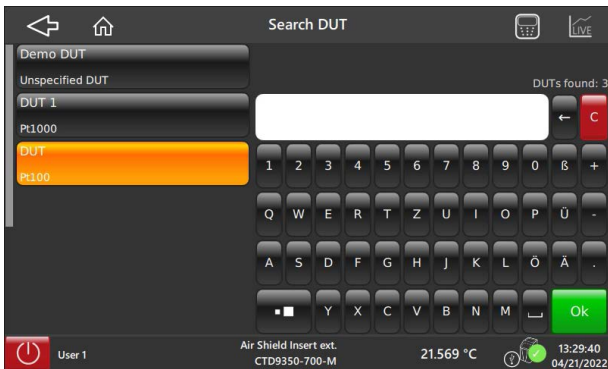 Search DUT
LIVE
Demo DUT
Unspecified DUT
DUTs found: 3
DUT 1
Pt1000
← C
DUT
Pt100
1 2 3 4 5 6 7 8 9 0 ß +
Q W E R T Z U I O P Ü -
A S D F G H J K L Ö Ä .
Y X C V B N M Ok
User 1
Air Shield Insert ext.
CTD9350-700-M
21.569 °C
13:29:40
04/21/2022